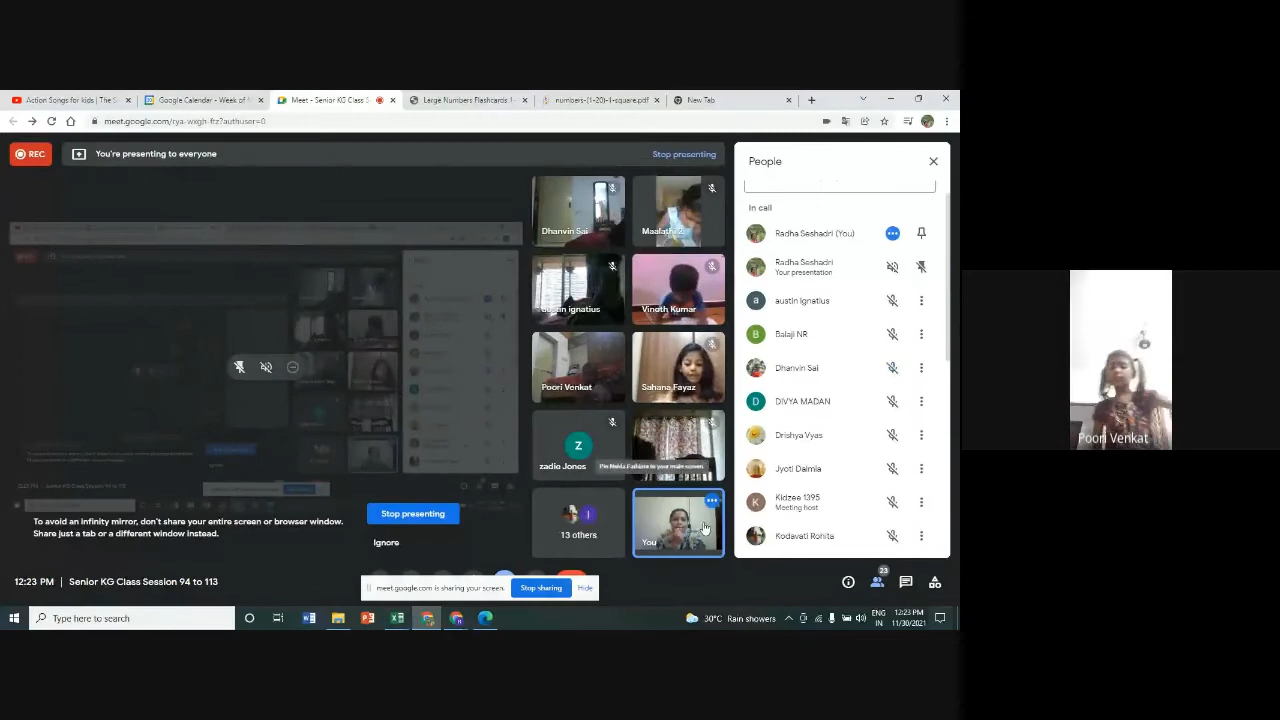 Action Songs for kids | The S
Google Calendar - Week of
Meet - Senior KG Class S
Large Numbers Flashcards 1-
numbers-(1-20)-1-square.pdf
New Tab
meet.google.com/rya-wxgh-ftz?authuser=0
REC
You're presenting to everyone
Stop presenting
People
In call
Dhanvin Sai
austin ignatius
Vineth Kumar
Poori Venkat
Sahana Fayaz
Z
zadie Jones
13 others
You
Radha Seshadri (You)
Radha Seshadri
Your presentation
a
austin ignatius
B
Balaji NR
Dhanvin Sai
D
DIVYA MADAN
Drishya Vyas
Jyoti Dalmia
K
Kidzee 1395
Meeting host
Kodavati Rohita
Stop presenting
To avoid an infinity mirror, don't share your entire screen or browser window.
Share just a tab or a different window instead.
Ignore
12:23 PM | Senior KG Class Session 94 to 113
meet.google.com is sharing your screen.
Stop sharing
Hide
23
Type here to search
30°C Rain showers
ENG
IN
12:23 PM
11/30/2021
Poori Venkat